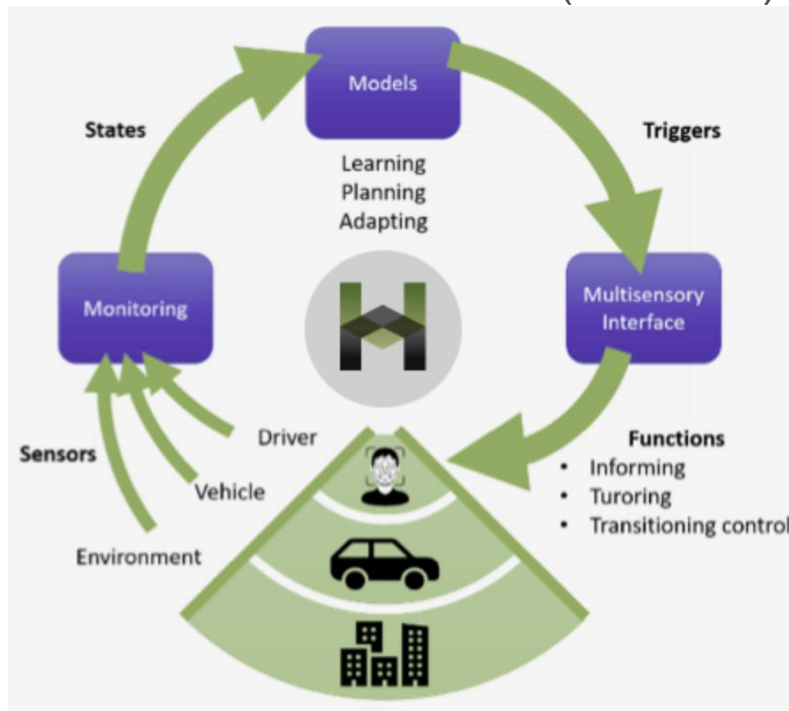 Models
States
Triggers
Learning
Planning
Adapting
Monitoring
Multisensory
Interface
Driver
Sensors
Vehicle
Environment
Functions
• Informing
• Turoring
• Transitioning control